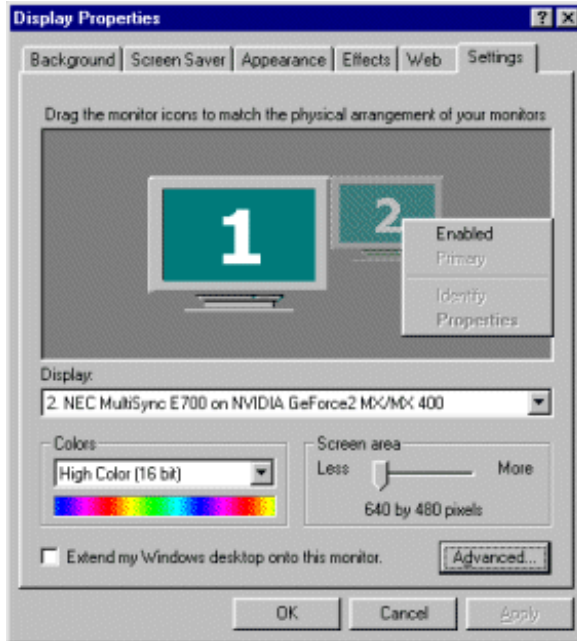 Display Properties
Background Screen Saver Appearance Effects Web Settings
Drag the monitor icons to match the physical arrangement of your monitors
1
2
Enabled
Primary
Identify
Properties
Display:
2. NEC MultiSync E700 on NVIDIA GeForce2 MX/MX 400
Colors
High Color (16 bit)
Screen area
Less More
640 by 480 pixels
Extend my Windows desktop onto this monitor.
Advanced...
OK Cancel Apply